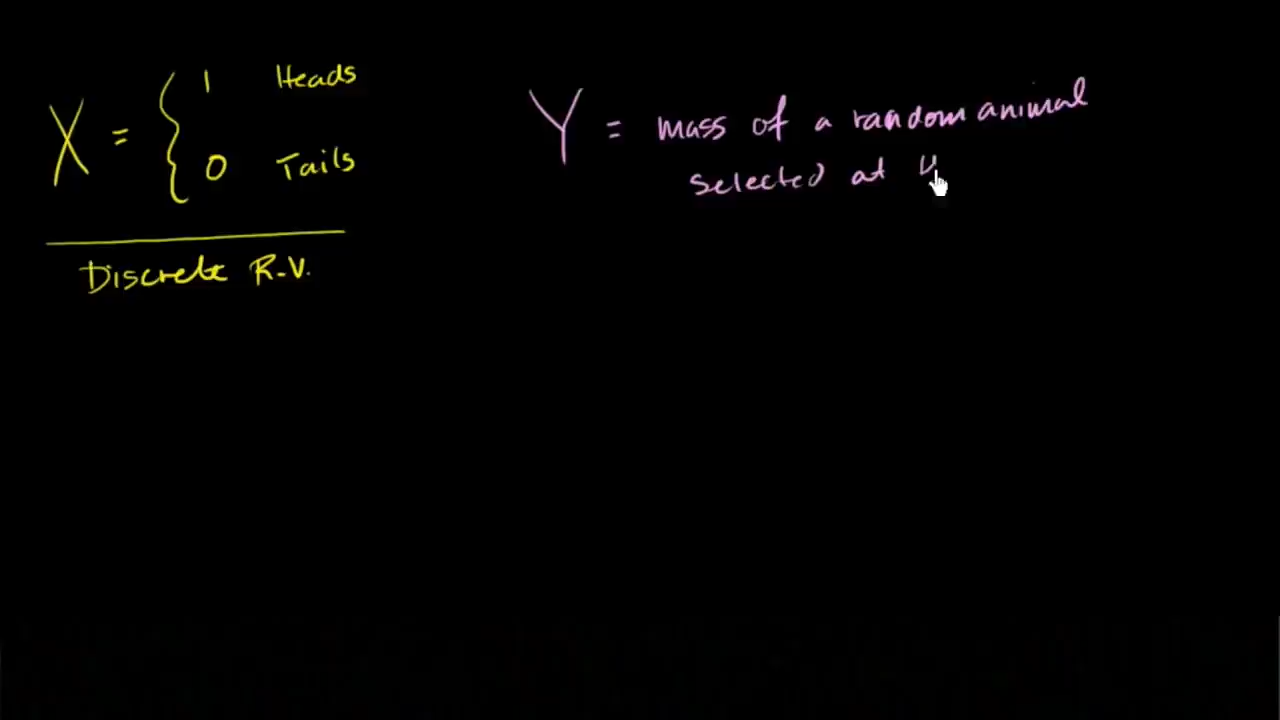 X = { 1 Heads
0 Tails
Discrete R.V.
Y = mass of a random animal
selected at